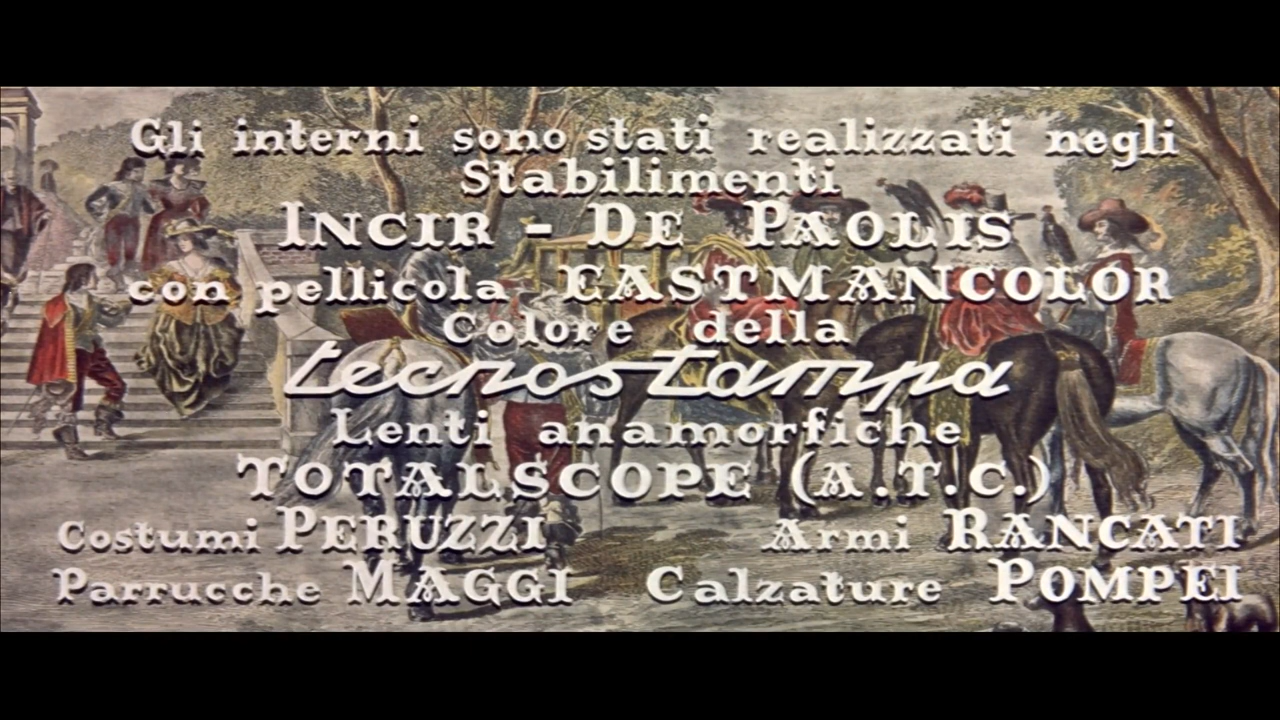 Gli interni sono stati realizzati negli
Stabilimenti
INCIR - DE PAOLIS
con pellicola EASTMANCOLOR
Colore della
tecnostampa
Lenti anamorfiche
TOTALSCOPE (A.T.C.)
Costumi PERUZZI Armi RANCATI
Parrucche MAGGI Calzature POMPEI